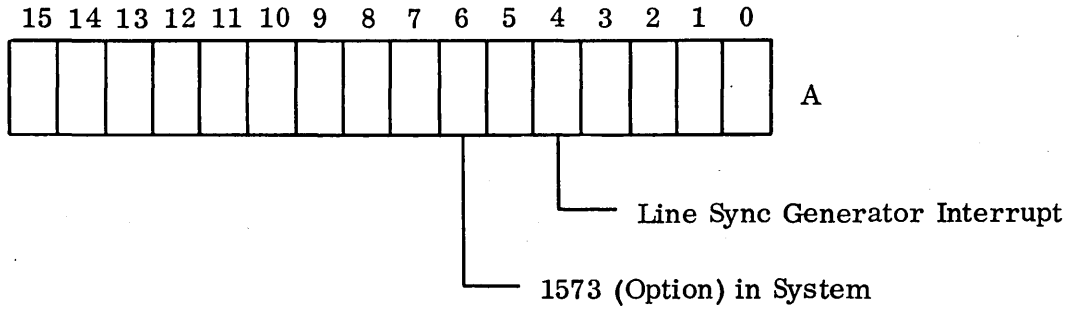 15 14 13 12 11 10 9 8 7 6 5 4 3 2 1 0
A
Line Sync Generator Interrupt
1573 (Option) in System